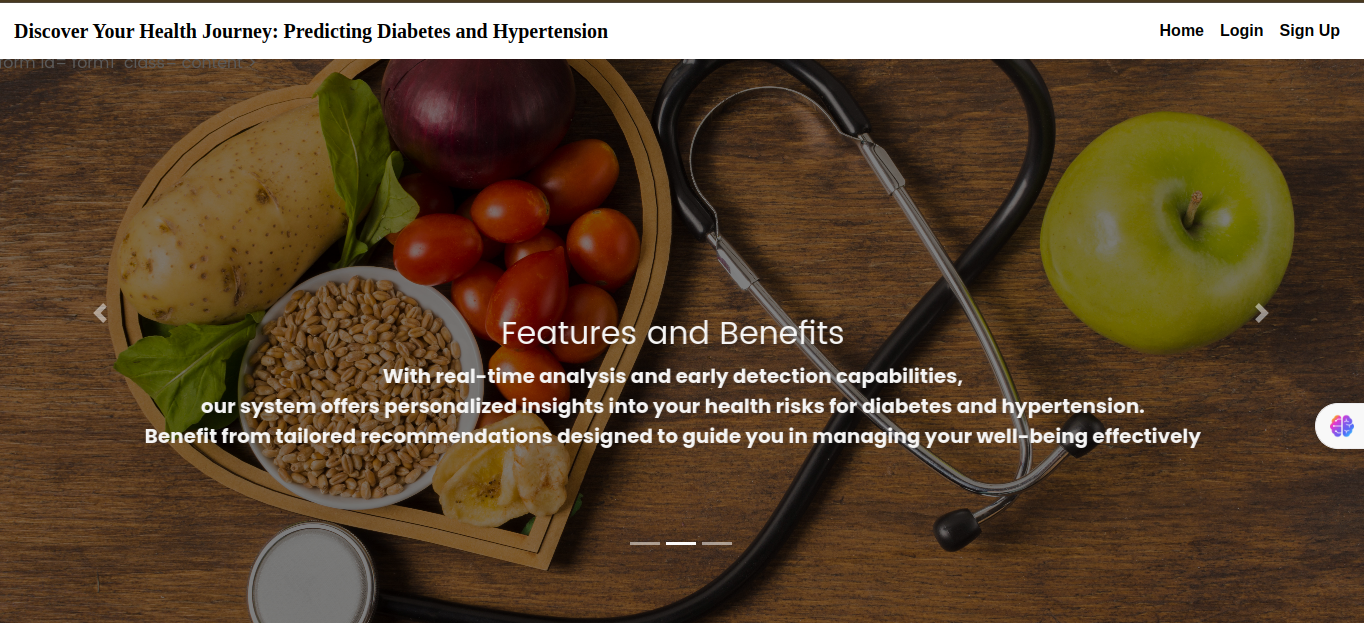 Discover Your Health Journey: Predicting Diabetes and Hypertension
Home Login Sign Up
form id= form1 class= content >
Features and Benefits
With real-time analysis and early detection capabilities,
our system offers personalized insights into your health risks for diabetes and hypertension.
Benefit from tailored recommendations designed to guide you in managing your well-being effectively